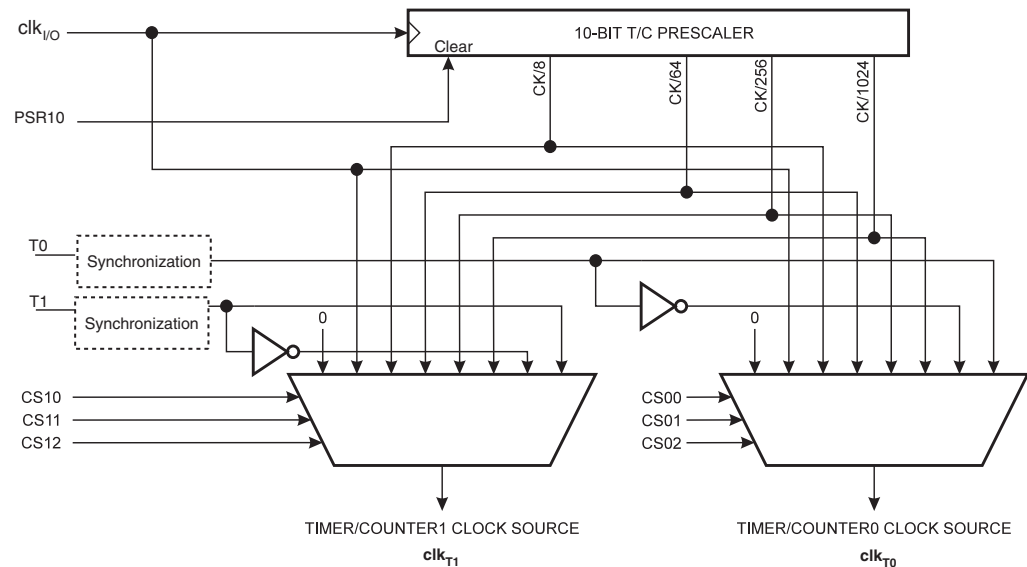 clkI/O
10-BIT T/C PRESCALER
Clear
PSR10
CK/8
CK/64
CK/256
CK/1024
T0
Synchronization
T1
Synchronization
0
0
CS10
CS11
CS12
CS00
CS01
CS02
TIMER/COUNTER1 CLOCK SOURCE
clkT1
TIMER/COUNTER0 CLOCK SOURCE
clkT0